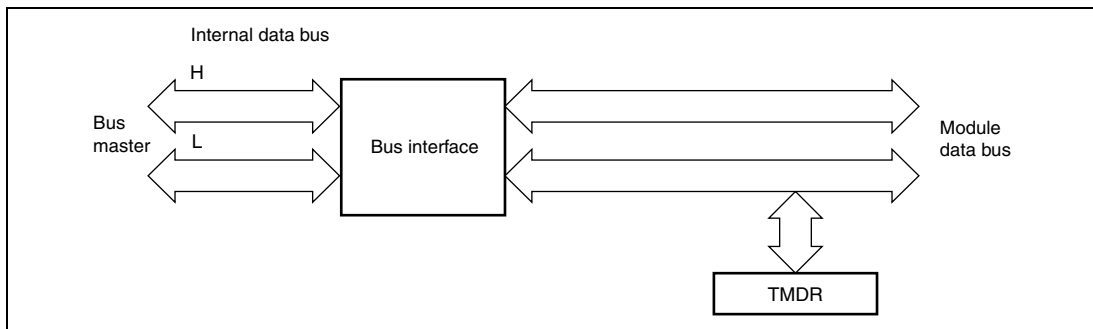 Internal data bus
H
Bus
master
L
Bus interface
Module
data bus
TMDR